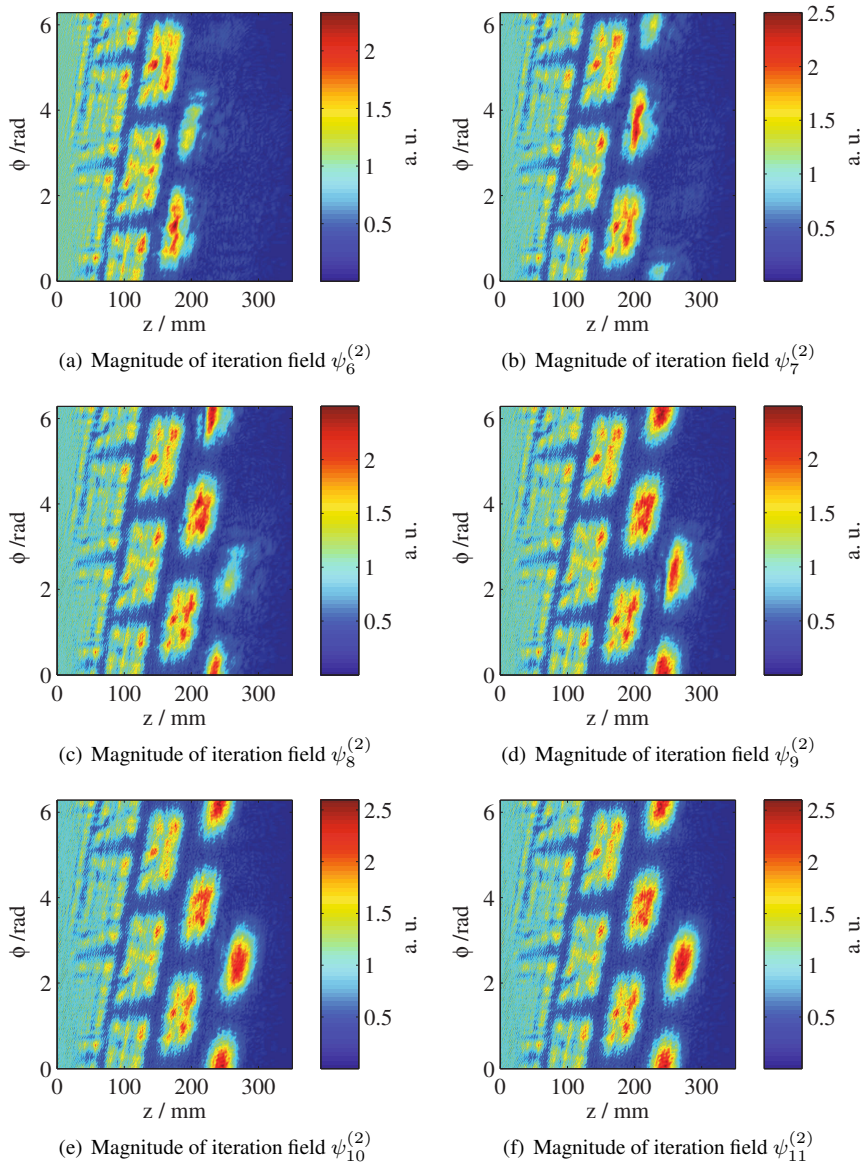 6
4
2
0
ϕ /rad
0 100 200 300
z / mm
2
1.5
1
0.5
a. u.
(a) Magnitude of iteration field ψ₆⁽²⁾
6
4
2
0
ϕ /rad
0 100 200 300
z / mm
2.5
2
1.5
1
0.5
a. u.
(b) Magnitude of iteration field ψ₇⁽²⁾
6
4
2
0
ϕ /rad
0 100 200 300
z / mm
2
1.5
1
0.5
a. u.
(c) Magnitude of iteration field ψ₈⁽²⁾
6
4
2
0
ϕ /rad
0 100 200 300
z / mm
2
1.5
1
0.5
a. u.
(d) Magnitude of iteration field ψ₉⁽²⁾
6
4
2
0
ϕ /rad
0 100 200 300
z / mm
2.5
2
1.5
1
0.5
a. u.
(e) Magnitude of iteration field ψ₁₀⁽²⁾
6
4
2
0
ϕ /rad
0 100 200 300
z / mm
2.5
2
1.5
1
0.5
a. u.
(f) Magnitude of iteration field ψ₁₁⁽²⁾